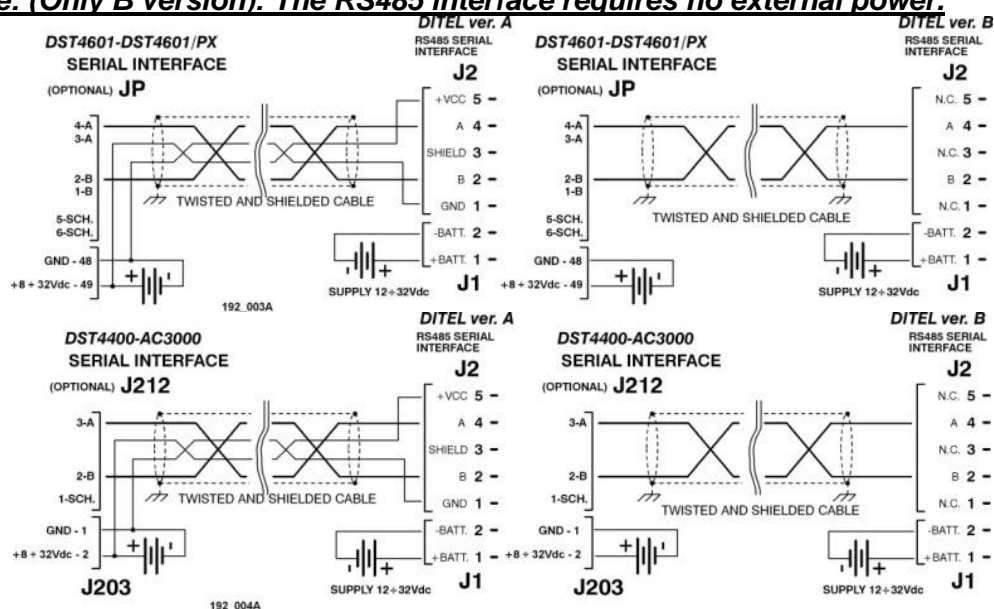 e. (Only B version). The RS485 interface requires no external power.
DITEL ver. A
DST4601-DST4601/PX
RS485 SERIAL
INTERFACE
SERIAL INTERFACE
J2
(OPTIONAL) JP
+VCC 5 -
4-A
A 4 -
3-A
SHIELD 3 -
2-B
B 2 -
1-B
TWISTED AND SHIELDED CABLE
GND 1 -
5-SCH.
6-SCH.
-BATT. 2 -
GND - 48
+BATT. 1 -
+8 ÷ 32Vdc - 49
+ -
- +
J1
SUPPLY 12÷32Vdc
192_003A
DITEL ver. B
DST4601-DST4601/PX
RS485 SERIAL
INTERFACE
SERIAL INTERFACE
J2
(OPTIONAL) JP
N.C. 5 -
4-A
A 4 -
3-A
N.C. 3 -
2-B
B 2 -
1-B
N.C. 1 -
TWISTED AND SHIELDED CABLE
5-SCH.
6-SCH.
-BATT. 2 -
GND - 48
+BATT. 1 -
+8 ÷ 32Vdc - 49
+ -
- +
J1
SUPPLY 12÷32Vdc
DITEL ver. A
DST4400-AC3000
RS485 SERIAL
INTERFACE
SERIAL INTERFACE
J2
(OPTIONAL) J212
+VCC 5 -
3-A
A 4 -
SHIELD 3 -
2-B
B 2 -
1-SCH.
TWISTED AND SHIELDED CABLE
GND 1 -
GND - 1
-BATT. 2 -
+8 ÷ 32Vdc - 2
+ -
- +
+BATT. 1 -
J203
J1
SUPPLY 12÷32Vdc
192_004A
DITEL ver. B
DST4400-AC3000
RS485 SERIAL
INTERFACE
SERIAL INTERFACE
J2
(OPTIONAL) J212
N.C. 5 -
3-A
A 4 -
N.C. 3 -
2-B
B 2 -
1-SCH.
N.C. 1 -
TWISTED AND SHIELDED CABLE
GND - 1
-BATT. 2 -
+8 ÷ 32Vdc - 2
+ -
- +
+BATT. 1 -
J203
J1
SUPPLY 12÷32Vdc